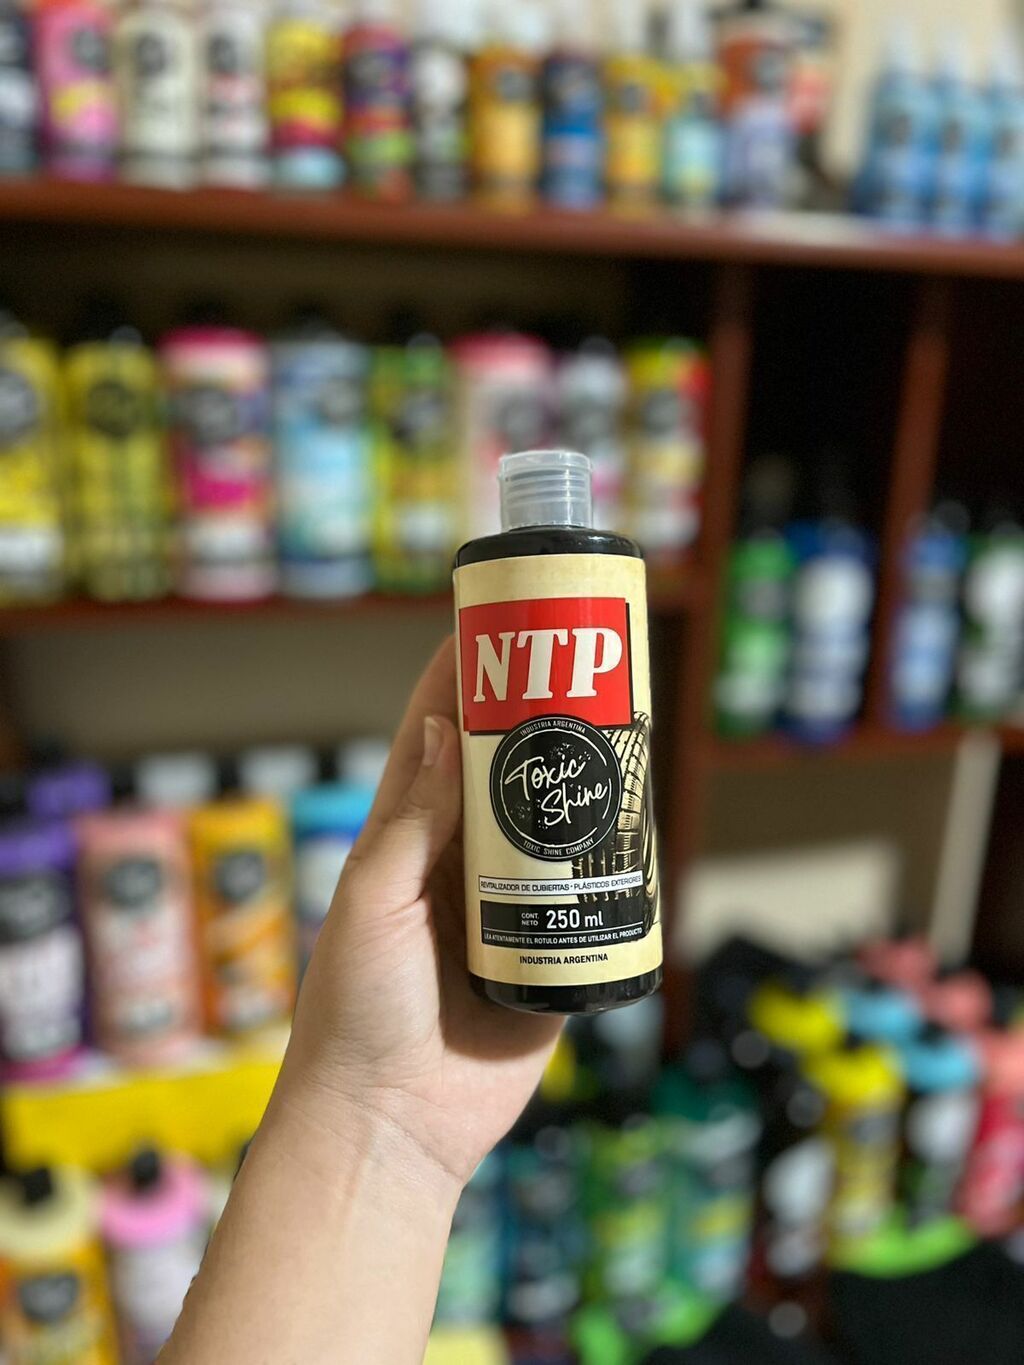 NTP
INDUSTRIA ARGENTINA
Toxic
Shine
TOXIC SHINE COMPANY
REVITALIZADOR DE CUBIERTAS • PLÁSTICOS EXTERIORES
CONT. NETO 250 ml
LEA ATENTAMENTE EL ROTULO ANTES DE UTILIZAR EL PRODUCTO
INDUSTRIA ARGENTINA